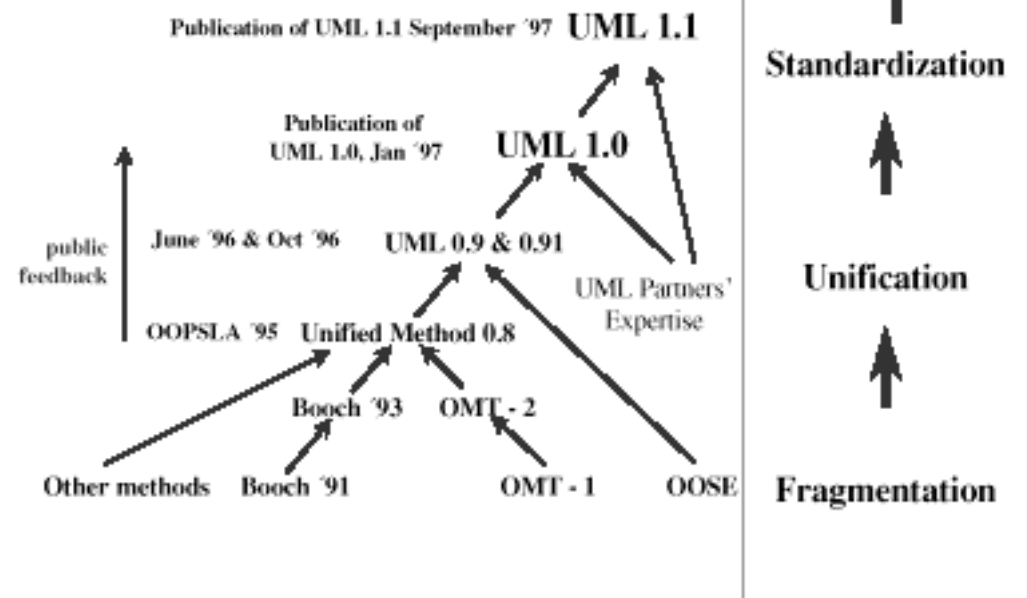 Publication of UML 1.1 September ´97 UML 1.1
Standardization
Publication of
UML 1.0, Jan ´97
UML 1.0
public
feedback
June ´96 & Oct ´96 UML 0.9 & 0.91
UML Partners'
Expertise
Unification
OOPSLA ´95 Unified Method 0.8
Booch ´93 OMT - 2
Other methods Booch ´91 OMT - 1 OOSE
Fragmentation